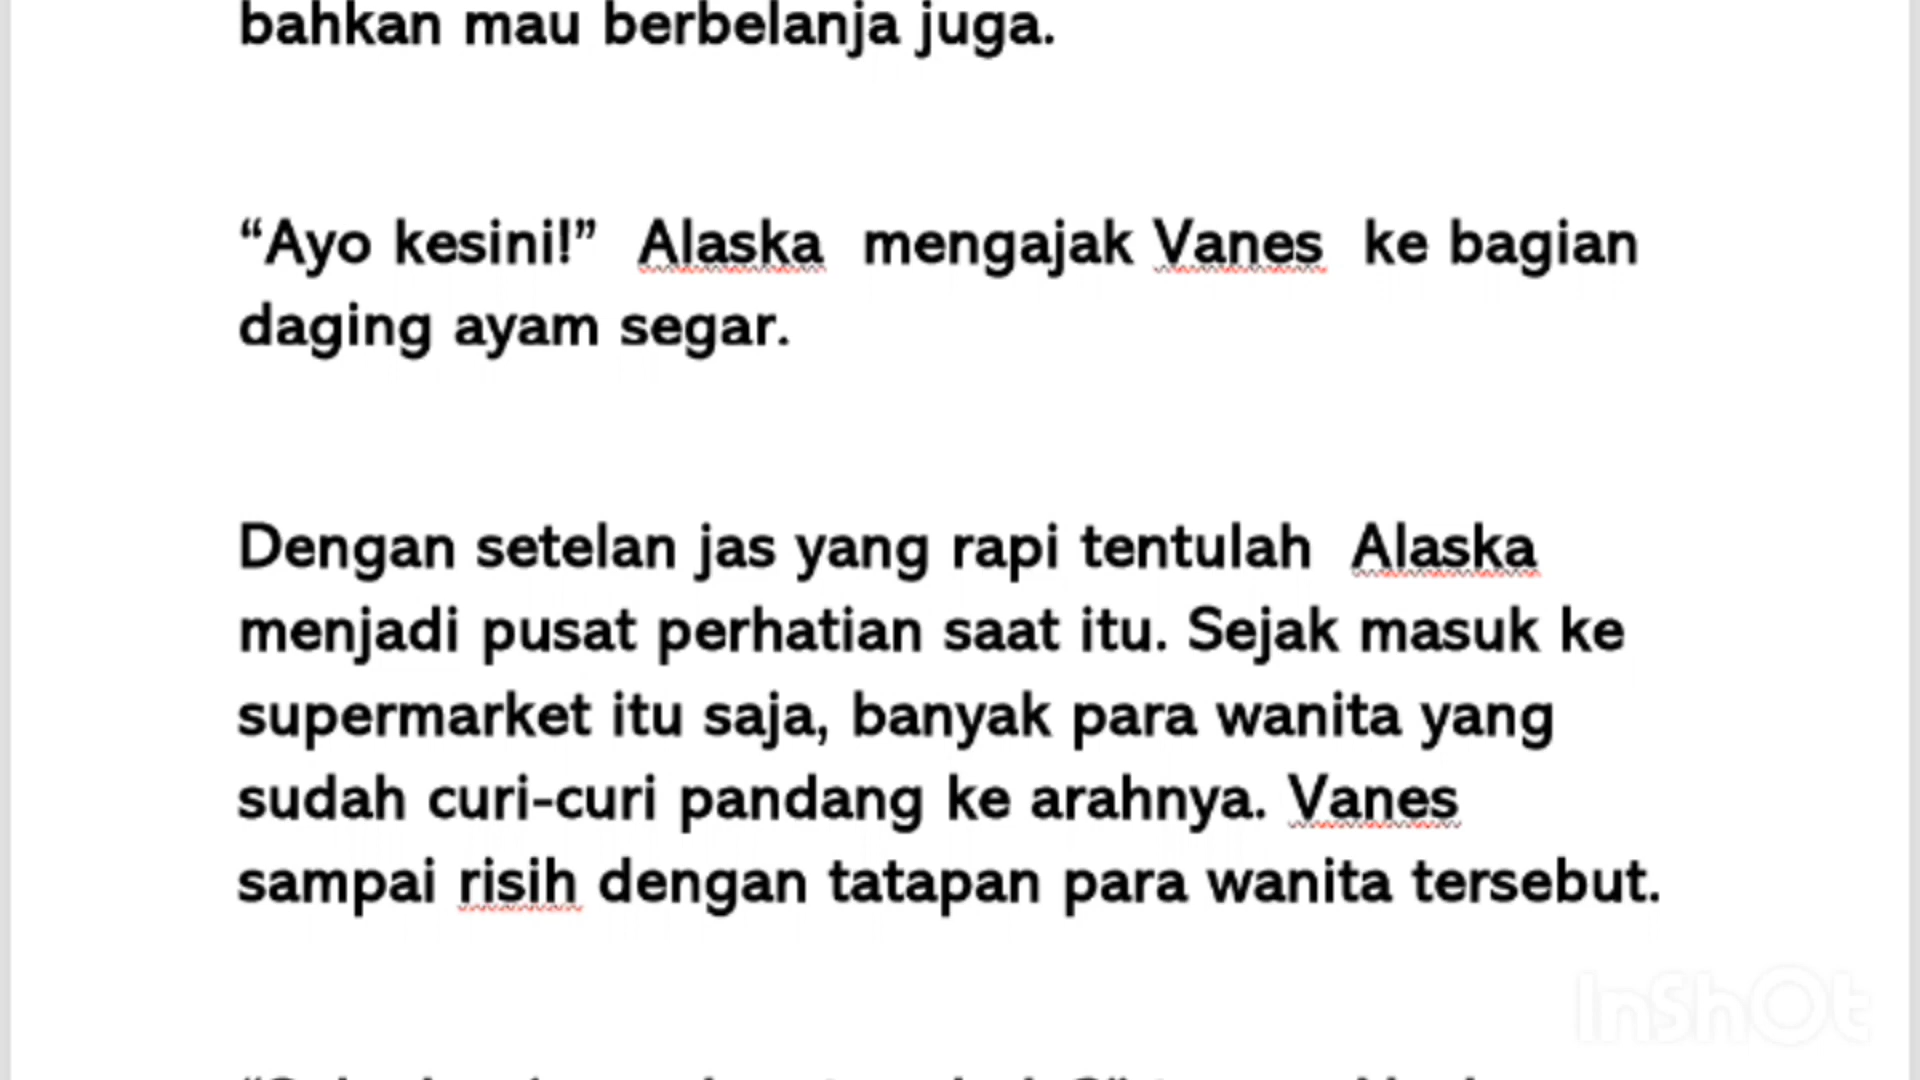 bahkan mau berbelanja juga.
“Ayo kesini!” Alaska mengajak Vanes ke bagian
daging ayam segar.
Dengan setelan jas yang rapi tentulah Alaska
menjadi pusat perhatian saat itu. Sejak masuk ke
supermarket itu saja, banyak para wanita yang
sudah curi-curi pandang ke arahnya. Vanes
sampai risih dengan tatapan para wanita tersebut.
InShOt